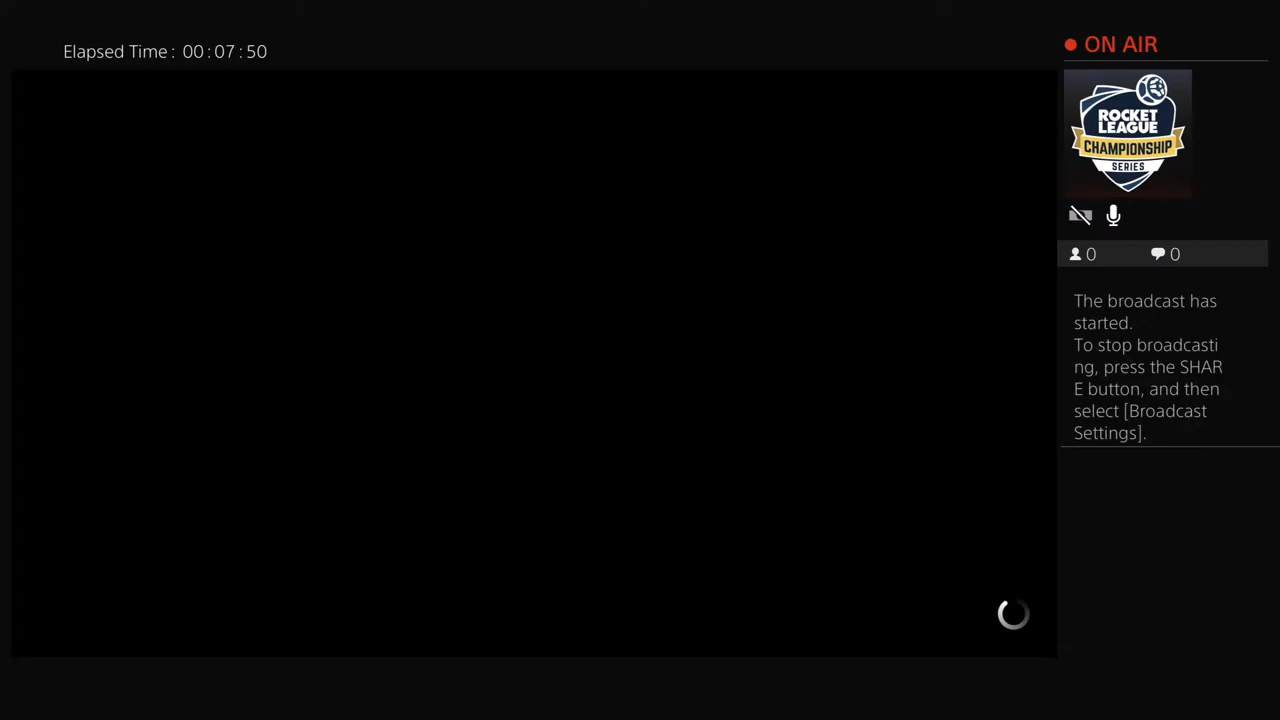 Elapsed Time: 00:07:50
ON AIR
ROCKET
LEAGUE
CHAMPIONSHIP
SERIES
0 0
The broadcast has
started.
To stop broadcasti
ng, press the SHAR
E button, and then
select [Broadcast
Settings].